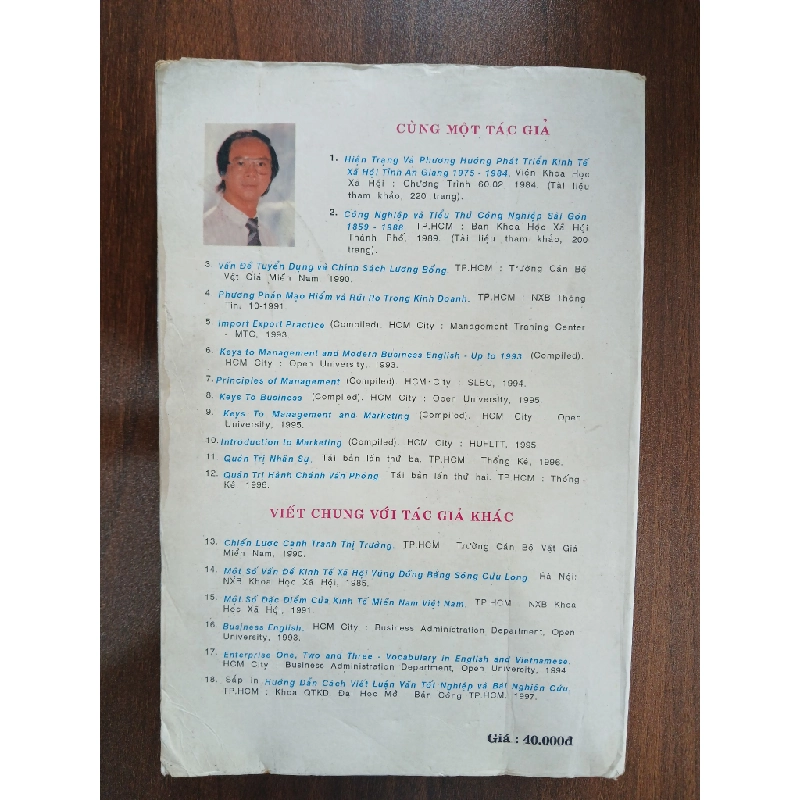 CÙNG MỘT TÁC GIẢ
1. Hiện Trạng Và Phương Hướng Phát Triển Kinh Tế
Xã Hội Tỉnh An Giang 1975 - 1984, Viện Khoa Học
Xã Hội : Chương Trình 60.02, 1984. (Tài liệu
tham khảo, 220 trang).
2. Công Nghiệp và Tiểu Thủ Công Nghiệp Sài Gòn
1859 - 1988. TP.HCM : Ban Khoa Học Xã Hội
Thành Phố, 1989. (Tài liệu tham khảo, 200
trang).
3. Vấn Đề Tuyển Dụng và Chính Sách Lương Bổng. TP.HCM : Trường Cán Bộ
Vật Giá Miền Nam, 1990.
4. Phương Pháp Mạo Hiểm và Rủi Ro Trong Kinh Doanh. TP.HCM : NXB Thông
Tin, 10-1991.
5. Import Export Practice (Compiled). HCM City : Management Traning Center
- MTC, 1993.
6. Keys to Management and Modern Business English - Up to 1993 (Compiled).
HCM City : Open University, 1993.
7. Principles of Management (Compiled). HCM City : SLEC, 1994.
8. Keys To Business (Compiled). HCM City : Open University, 1995
9. Keys To Management and Marketing (Compiled). HCM City : Open
University, 1995.
10. Introduction to Marketing (Compiled). HCM City : HUFLIT, 1995
11. Quản Trị Nhân Sự, Tái bản lần thứ ba. TP.HCM : Thống Kê, 1996.
12. Quản Trị Hành Chánh Văn Phòng. Tái bản lần thứ hai. TP.HCM : Thống
Kê 1996.
VIẾT CHUNG VỚI TÁC GIẢ KHÁC
13. Chiến Lược Cạnh Tranh Thị Trường. TP.HCM : Trường Cán Bộ Vật Giá
Miền Nam, 1990.
14. Một Số Vấn Đề Kinh Tế Xã Hội Vùng Đồng Bằng Sông Cửu Long. Hà Nội:
NXB Khoa Học Xã Hội, 1985.
15. Một Số Đặc Điểm Của Kinh Tế Miền Nam Việt Nam. TP.HCM : NXB Khoa
Học Xã Hội, 1991.
16. Business English. HCM City : Business Administration Department, Open
University, 1993.
17. Enterprise One, Two and Three - Vocabulary in English and Vietnamese.
HCM City : Business Administration Department, Open University, 1994
18. Sắp in Hướng Dẫn Cách Viết Luận Văn Tốt Nghiệp và Bài Nghiên Cứu,
TP.HCM : Khoa QTKD, Đại Học Mở - Bán Công TP.HCM, 1997.
Giá : 40.000đ